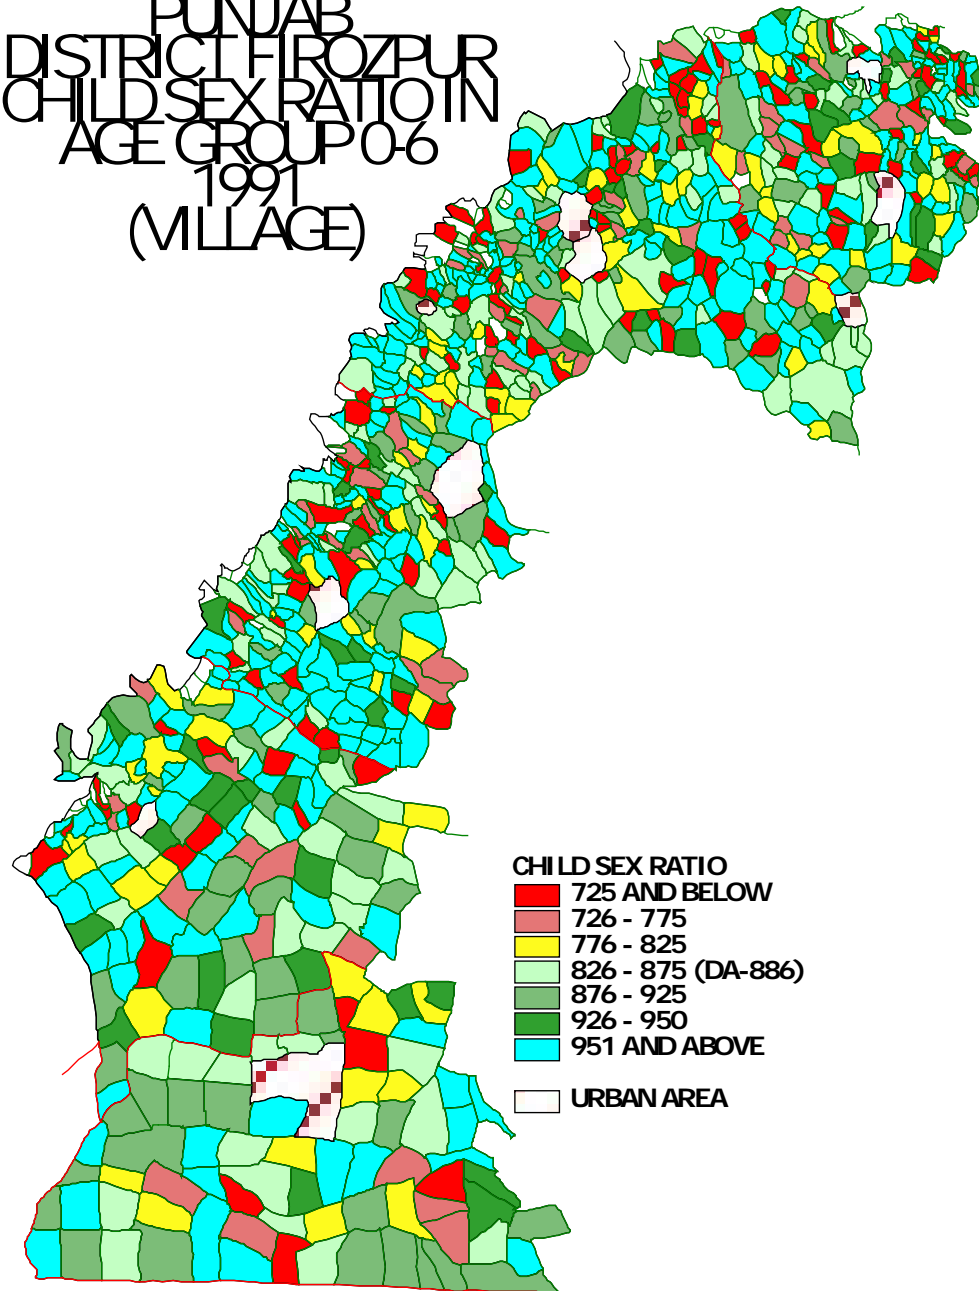 PUNJAB
DISTRICT FIROZPUR
CHILD SEX RATIO IN
AGE GROUP 0-6
1991
(VILLAGE)
CHILD SEX RATIO
725 AND BELOW
726 - 775
776 - 825
826 - 875 (DA-886)
876 - 925
926 - 950
951 AND ABOVE
URBAN AREA